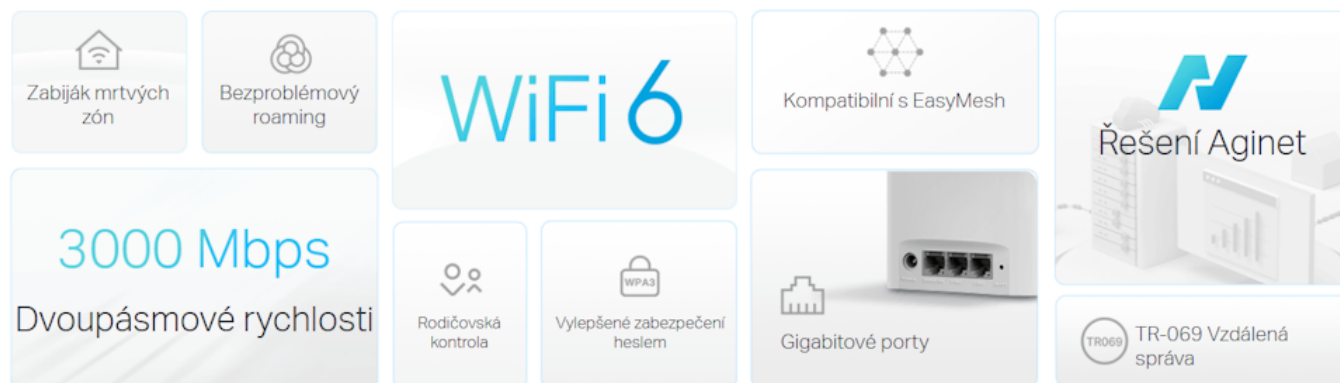 Zabiják mrtvých
zón
Bezproblémový
roaming
WiFi 6
Kompatibilní s EasyMesh
Řešení Aginet
3000 Mbps
Dvoupásmové rychlosti
Rodičovská
kontrola
WPA3
Vylepšené zabezpečení
heslem
Gigabitové porty
TR069
TR-069 Vzdálená
správa